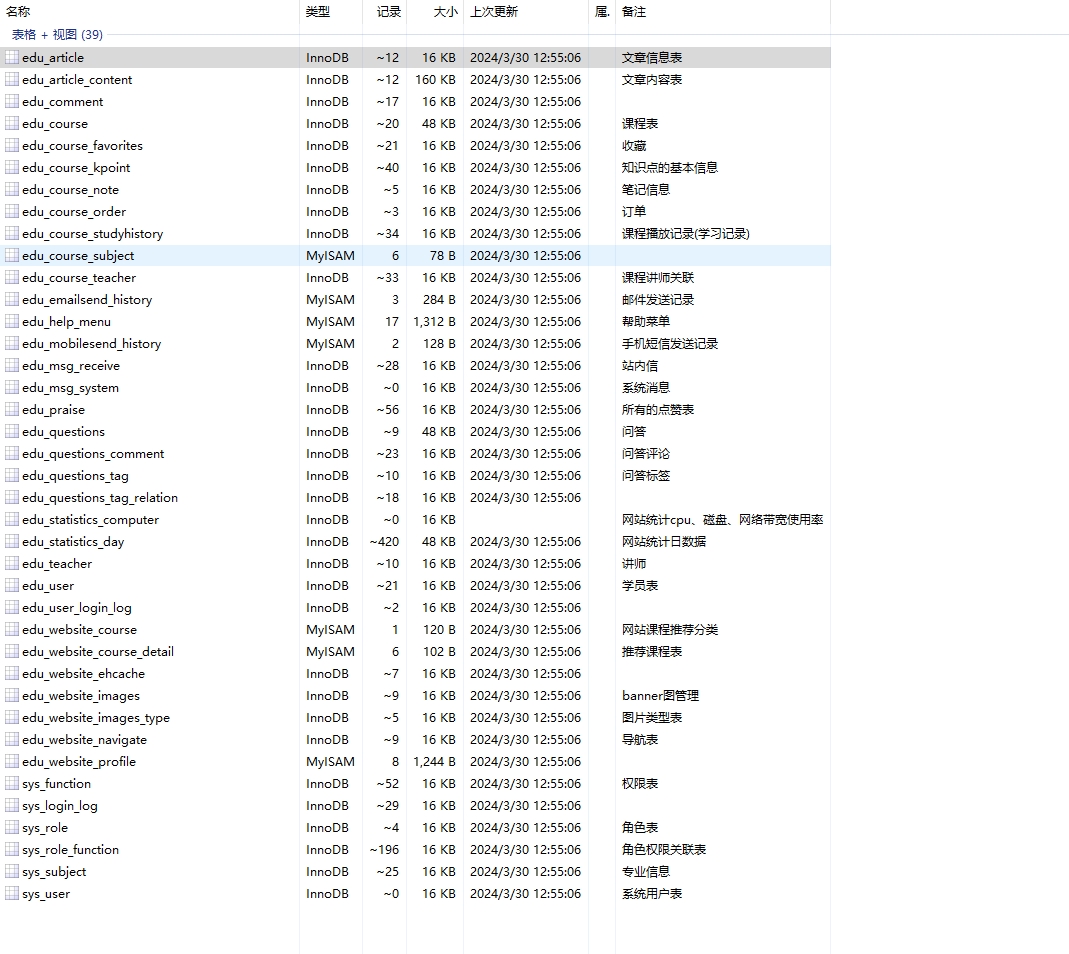 名称 类型 记录 大小 上次更新 属. 备注
表格 + 视图 (39)
edu_article InnoDB ~12 16 KB 2024/3/30 12:55:06 文章信息表
edu_article_content InnoDB ~12 160 KB 2024/3/30 12:55:06 文章内容表
edu_comment InnoDB ~17 16 KB 2024/3/30 12:55:06
edu_course InnoDB ~20 48 KB 2024/3/30 12:55:06 课程表
edu_course_favorites InnoDB ~21 16 KB 2024/3/30 12:55:06 收藏
edu_course_kpoint InnoDB ~40 16 KB 2024/3/30 12:55:06 知识点的基本信息
edu_course_note InnoDB ~5 16 KB 2024/3/30 12:55:06 笔记信息
edu_course_order InnoDB ~3 16 KB 2024/3/30 12:55:06 订单
edu_course_studyhistory InnoDB ~34 16 KB 2024/3/30 12:55:06 课程播放记录(学习记录)
edu_course_subject MyISAM 6 78 B 2024/3/30 12:55:06
edu_course_teacher InnoDB ~33 16 KB 2024/3/30 12:55:06 课程讲师关联
edu_emailsend_history MyISAM 3 284 B 2024/3/30 12:55:06 邮件发送记录
edu_help_menu MyISAM 17 1,312 B 2024/3/30 12:55:06 帮助菜单
edu_mobilesend_history MyISAM 2 128 B 2024/3/30 12:55:06 手机短信发送记录
edu_msg_receive InnoDB ~28 16 KB 2024/3/30 12:55:06 站内信
edu_msg_system InnoDB ~0 16 KB 2024/3/30 12:55:06 系统消息
edu_praise InnoDB ~56 16 KB 2024/3/30 12:55:06 所有的点赞表
edu_questions InnoDB ~9 48 KB 2024/3/30 12:55:06 问答
edu_questions_comment InnoDB ~23 16 KB 2024/3/30 12:55:06 问答评论
edu_questions_tag InnoDB ~10 16 KB 2024/3/30 12:55:06 问答标签
edu_questions_tag_relation InnoDB ~18 16 KB 2024/3/30 12:55:06
edu_statistics_computer InnoDB ~0 16 KB 网站统计cpu、磁盘、网络带宽使用率
edu_statistics_day InnoDB ~420 48 KB 2024/3/30 12:55:06 网站统计日数据
edu_teacher InnoDB ~10 16 KB 2024/3/30 12:55:06 讲师
edu_user InnoDB ~21 16 KB 2024/3/30 12:55:06 学员表
edu_user_login_log InnoDB ~2 16 KB 2024/3/30 12:55:06
edu_website_course MyISAM 1 120 B 2024/3/30 12:55:06 网站课程推荐分类
edu_website_course_detail MyISAM 6 102 B 2024/3/30 12:55:06 推荐课程表
edu_website_ehcache InnoDB ~7 16 KB 2024/3/30 12:55:06
edu_website_images InnoDB ~9 16 KB 2024/3/30 12:55:06 banner图管理
edu_website_images_type InnoDB ~5 16 KB 2024/3/30 12:55:06 图片类型表
edu_website_navigate InnoDB ~9 16 KB 2024/3/30 12:55:06 导航表
edu_website_profile MyISAM 8 1,244 B 2024/3/30 12:55:06
sys_function InnoDB ~52 16 KB 2024/3/30 12:55:06 权限表
sys_login_log InnoDB ~29 16 KB 2024/3/30 12:55:06
sys_role InnoDB ~4 16 KB 2024/3/30 12:55:06 角色表
sys_role_function InnoDB ~196 16 KB 2024/3/30 12:55:06 角色权限关联表
sys_subject InnoDB ~25 16 KB 2024/3/30 12:55:06 专业信息
sys_user InnoDB ~0 16 KB 2024/3/30 12:55:06 系统用户表